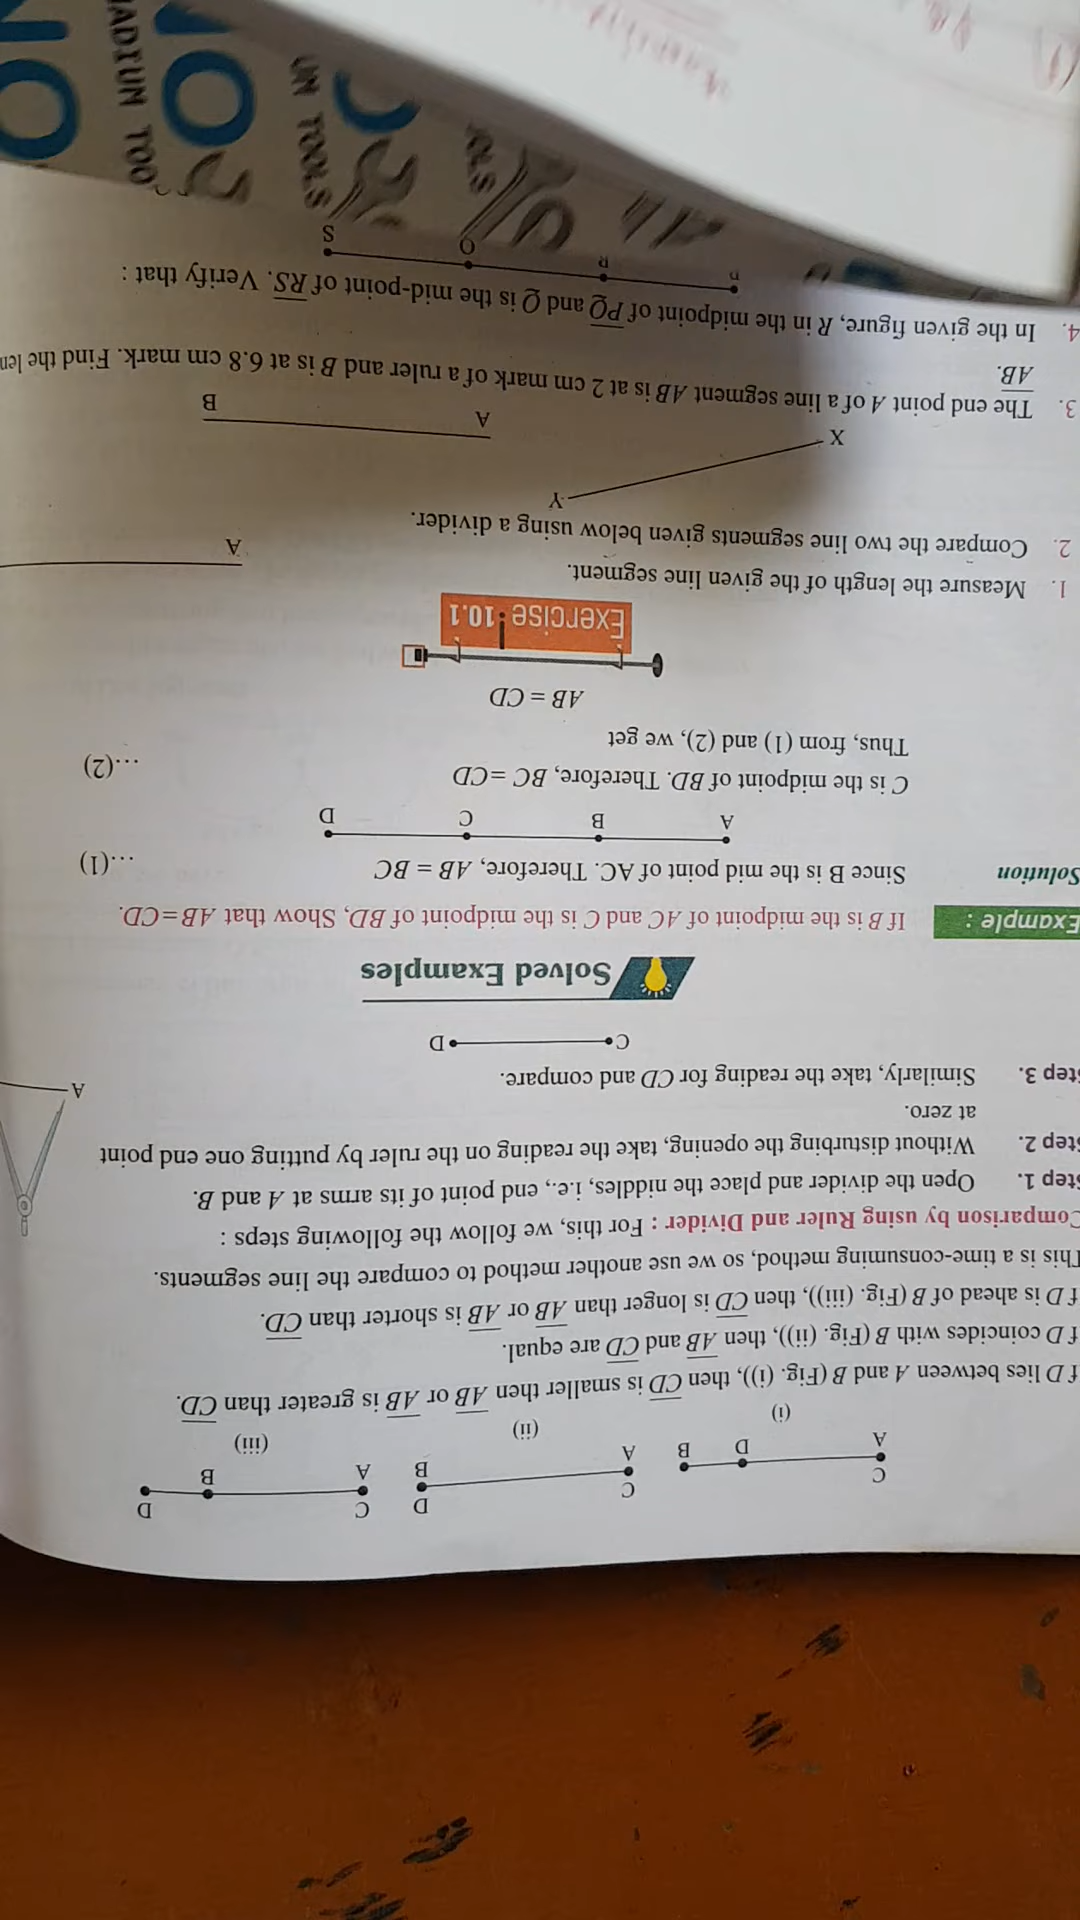 C
D
C
D
C
D
A
D
B
A
B
A
B
(i)
(ii)
(iii)
f D lies between A and B (Fig. (i)), then CD is smaller then AB or AB is greater than CD.
f D coincides with B (Fig. (ii)), then AB and CD are equal.
f D is ahead of B (Fig. (iii)), then CD is longer than AB or AB is shorter than CD.
This is a time-consuming method, so we use another method to compare the line segments.
Comparison by using Ruler and Divider : For this, we follow the following steps :
Step 1. Open the divider and place the niddles, i.e., end point of its arms at A and B.
Step 2. Without disturbing the opening, take the reading on the ruler by putting one end point
at zero.
Step 3. Similarly, take the reading for CD and compare.
A
C D
Solved Examples
Example : If B is the midpoint of AC and C is the midpoint of BD, Show that AB=CD.
Solution Since B is the mid point of AC. Therefore, AB = BC …(1)
A B C D
C is the midpoint of BD. Therefore, BC =CD …(2)
Thus, from (1) and (2), we get
AB = CD
Exercise 10.1
1. Measure the length of the given line segment.
A
2. Compare the two line segments given below using a divider.
Y
X
A B
3. The end point A of a line segment AB is at 2 cm mark of a ruler and B is at 6.8 cm mark. Find the len
AB.
4. In the given figure, R in the midpoint of PQ and Q is the mid-point of RS. Verify that :
R Q S
UN TOOLS
RADIUN TOO